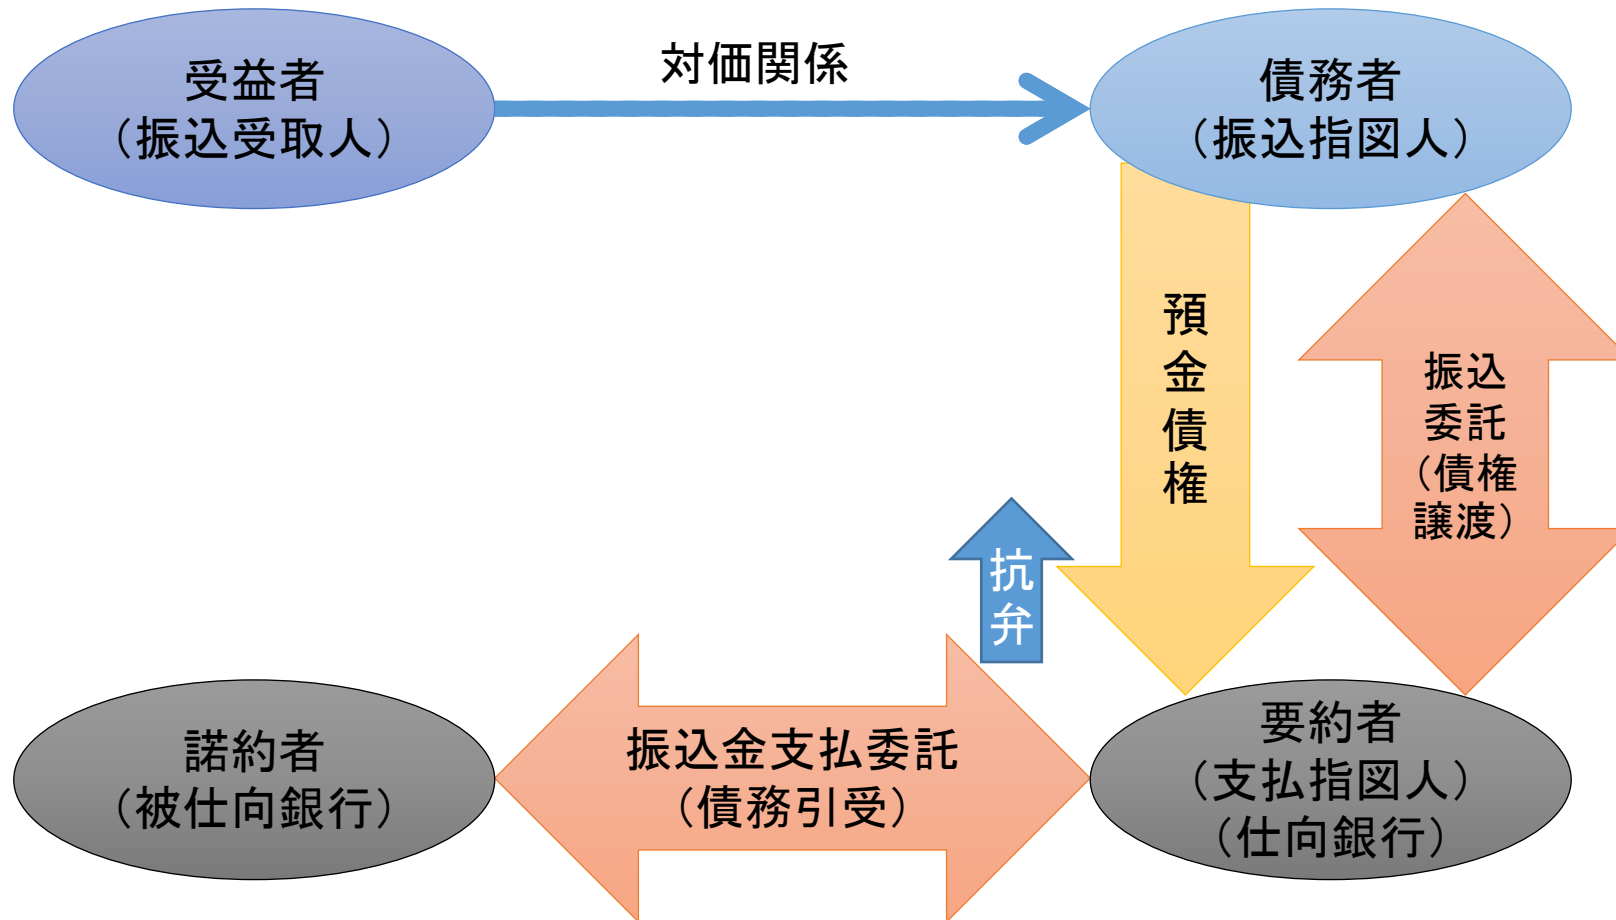 受益者
（振込受取人）
対価関係
債務者
（振込指図人）
預
金
債
権
振込
委託
（債権
譲渡）
抗
弁
諾約者
（被仕向銀行）
振込金支払委託
（債務引受）
要約者
（支払指図人）
（仕向銀行）